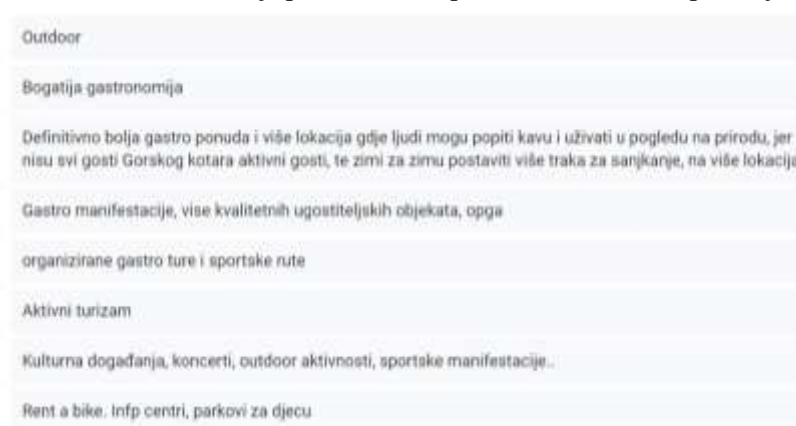 Outdoor
Bogatija gastronomija
Definitivno bolja gastro ponuda i više lokacija gdje ljudi mogu popiti kavu i uživati u pogledu na prirodu, jer
nisu svi gosti Gorskog kotara aktivni gosti, te zimi za zimu postaviti više traka za sanjkanje, na više lokacija
Gastro manifestacije, vise kvalitetnih ugostiteljskih objekata, opga
organizirane gastro ture i sportske rute
Aktivni turizam
Kulturna događanja, koncerti, outdoor aktivnosti, sportske manifestacije..
Rent a bike. Infp centri, parkovi za djecu